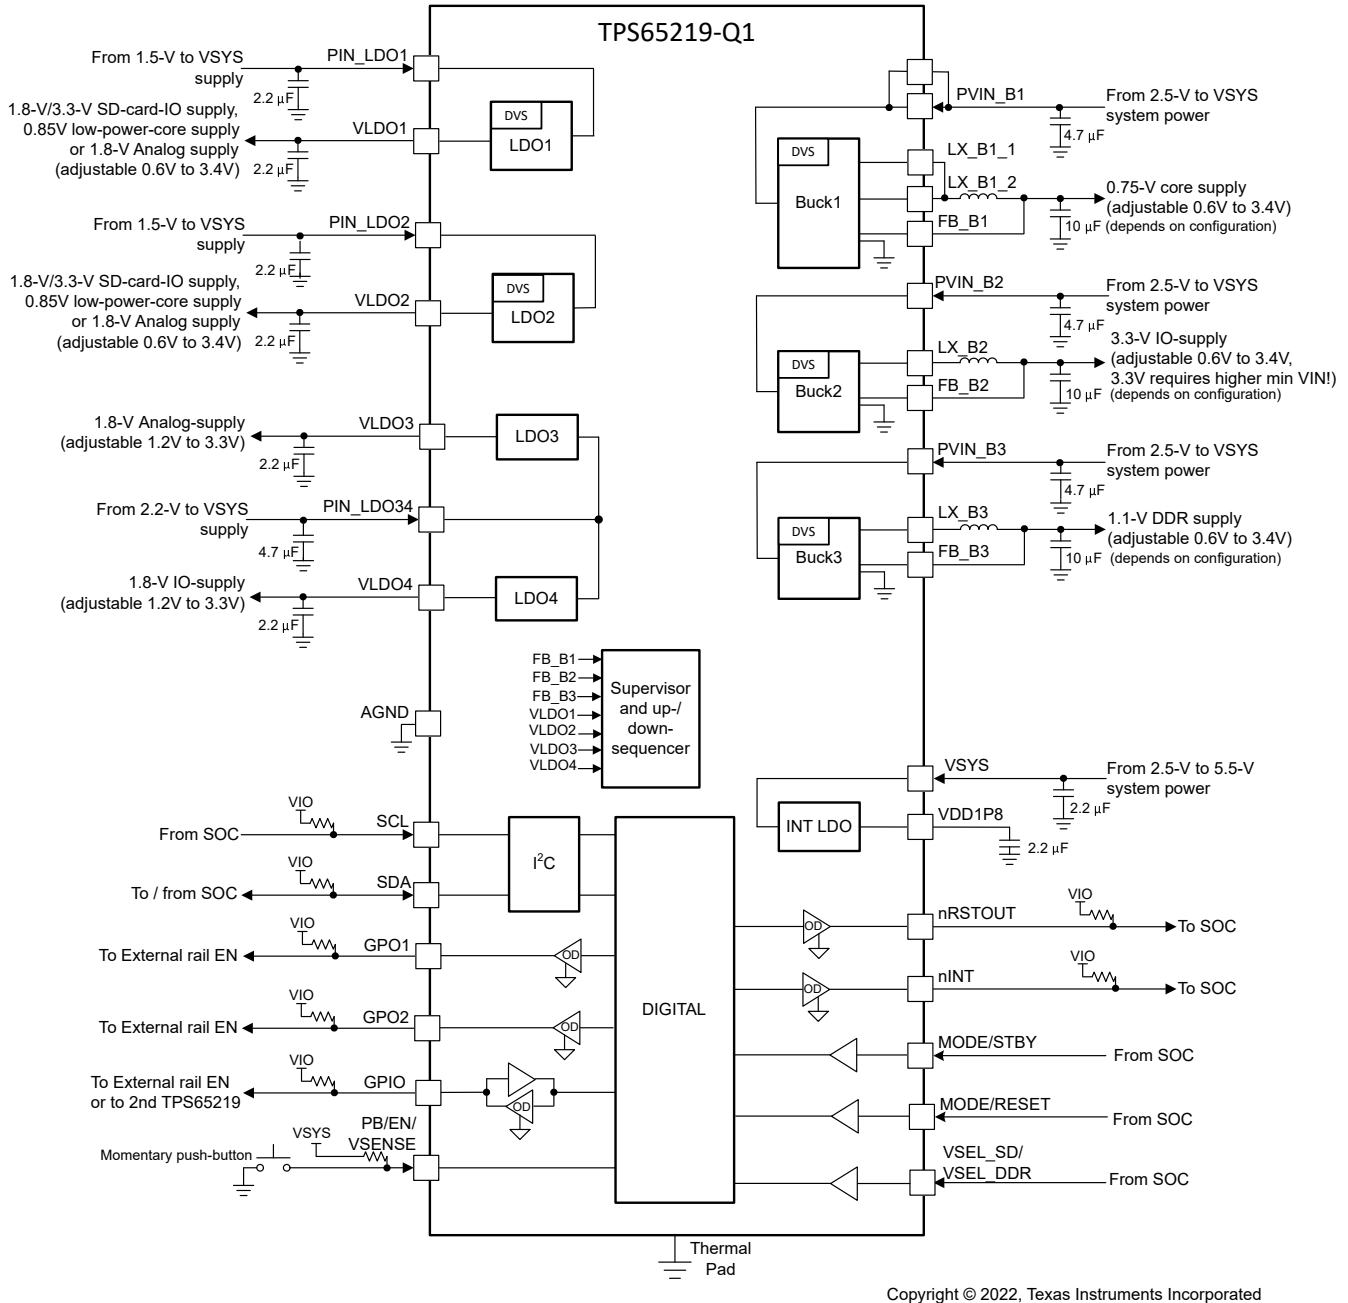 TPS65219-Q1
From 1.5-V to VSYS
supply
PIN_LDO1
2.2 μF
1.8-V/3.3-V SD-card-IO supply,
0.85V low-power-core supply
or 1.8-V Analog supply
(adjustable 0.6V to 3.4V)
VLDO1
2.2 μF
DVS
LDO1
From 1.5-V to VSYS
supply
PIN_LDO2
2.2 μF
1.8-V/3.3-V SD-card-IO supply,
0.85V low-power-core supply
or 1.8-V Analog supply
(adjustable 0.6V to 3.4V)
VLDO2
2.2 μF
DVS
LDO2
1.8-V Analog-supply
(adjustable 1.2V to 3.3V)
VLDO3
2.2 μF
LDO3
From 2.2-V to VSYS
supply
PIN_LDO34
4.7 μF
1.8-V IO-supply
(adjustable 1.2V to 3.3V)
VLDO4
2.2 μF
LDO4
PVIN_B1
From 2.5-V to VSYS
system power
4.7 μF
DVS
Buck1
LX_B1_1
LX_B1_2
FB_B1
0.75-V core supply
(adjustable 0.6V to 3.4V)
10 μF (depends on configuration)
PVIN_B2
From 2.5-V to VSYS
system power
4.7 μF
DVS
Buck2
LX_B2
FB_B2
3.3-V IO-supply
(adjustable 0.6V to 3.4V,
3.3V requires higher min VIN!)
10 μF (depends on configuration)
PVIN_B3
From 2.5-V to VSYS
system power
4.7 μF
DVS
Buck3
LX_B3
FB_B3
1.1-V DDR supply
(adjustable 0.6V to 3.4V)
10 μF (depends on configuration)
FB_B1
FB_B2
FB_B3
VLDO1
VLDO2
VLDO3
VLDO4
Supervisor
and up-/
down-
sequencer
AGND
VSYS
From 2.5-V to 5.5-V
system power
2.2 μF
INT LDO
VDD1P8
2.2 μF
VIO
From SOC
SCL
I2C
VIO
To / from SOC
SDA
VIO
To External rail EN
GPO1
OD
VIO
To External rail EN
GPO2
OD
VIO
To External rail EN
or to 2nd TPS65219
GPIO
OD
Momentary push-button
VSYS
PB/EN/
VSENSE
DIGITAL
OD
nRSTOUT
VIO
To SOC
OD
nINT
VIO
To SOC
MODE/STBY
From SOC
MODE/RESET
From SOC
VSEL_SD/
VSEL_DDR
From SOC
Thermal
Pad
Copyright © 2022, Texas Instruments Incorporated